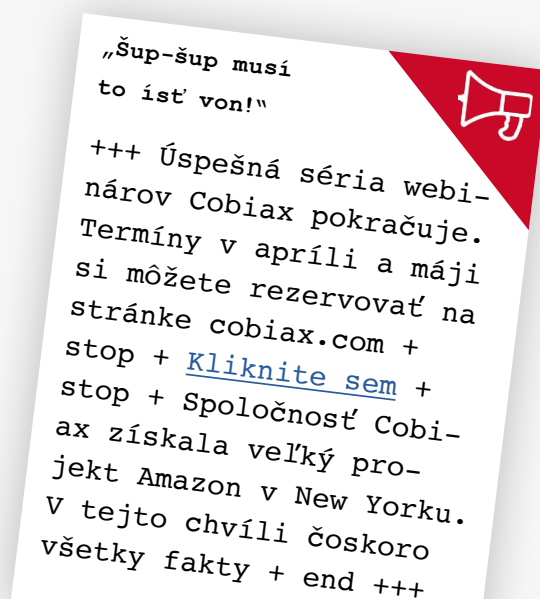 „Šup-šup musí
to ísť von!“
+++ Úspešná séria webi-
nárov Cobiax pokračuje.
Termíny v apríli a máji
si môžete rezervovať na
stránke cobiax.com +
stop + Kliknite sem +
stop + Spoločnosť Cobi-
ax získala veľký pro-
jekt Amazon v New Yorku.
V tejto chvíli čoskoro
všetky fakty + end +++